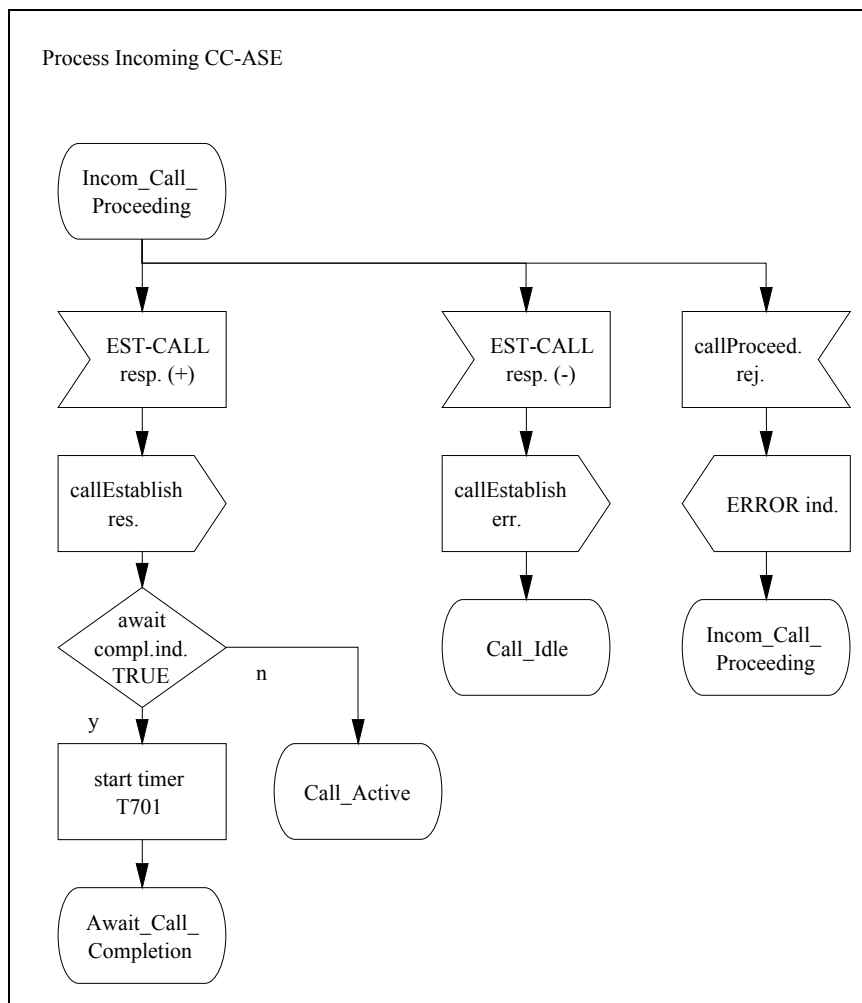 Process Incoming CC-ASE
Incom_Call_
Proceeding
EST-CALL
resp. (+)
EST-CALL
resp. (-)
callProceed.
rej.
callEstablish
res.
callEstablish
err.
ERROR ind.
await
compl.ind.
TRUE
n
y
Call_Idle
Incom_Call_
Proceeding
start timer
T701
Call_Active
Await_Call_
Completion